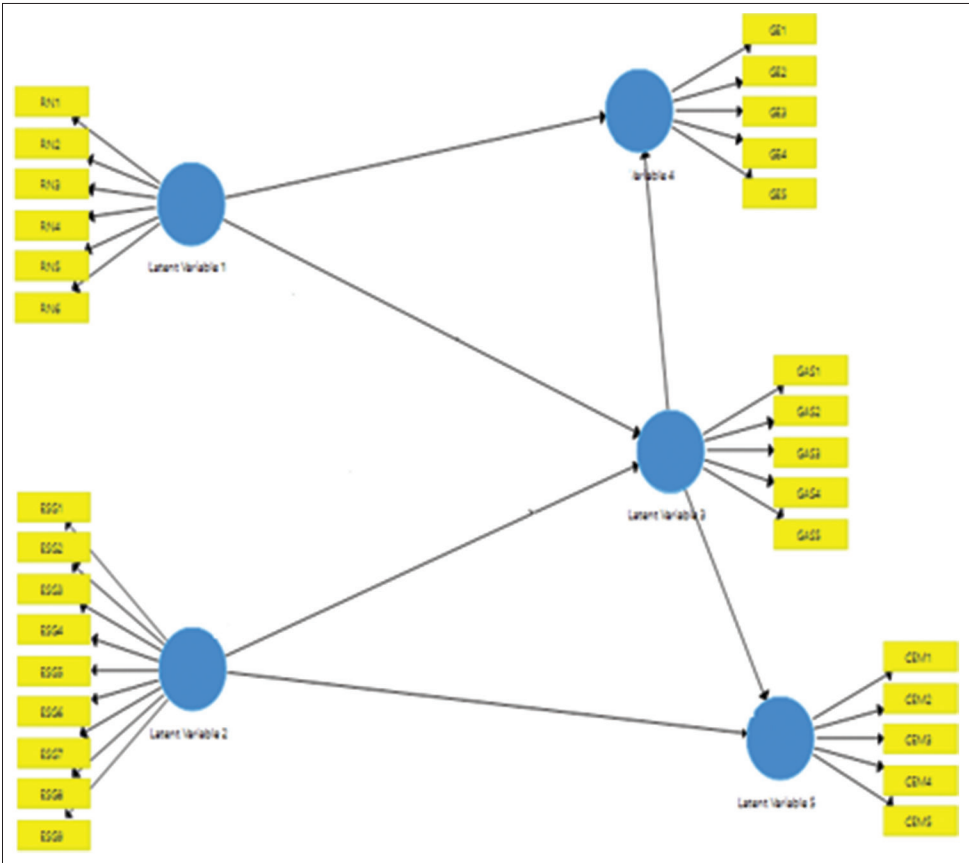 GE1
GE2
GE3
GE4
GE5
Variable 4
RN1
RN2
RN3
RN4
RN5
RN6
Latent Variable 1
GAS1
GAS2
GAS3
GAS4
GAS5
Latent Variable 3
ESG1
ESG2
ESG3
ESG4
ESG5
ESG6
ESG7
ESG8
ESG9
Latent Variable 2
CEM1
CEM2
CEM3
CEM4
CEM5
Latent Variable 5